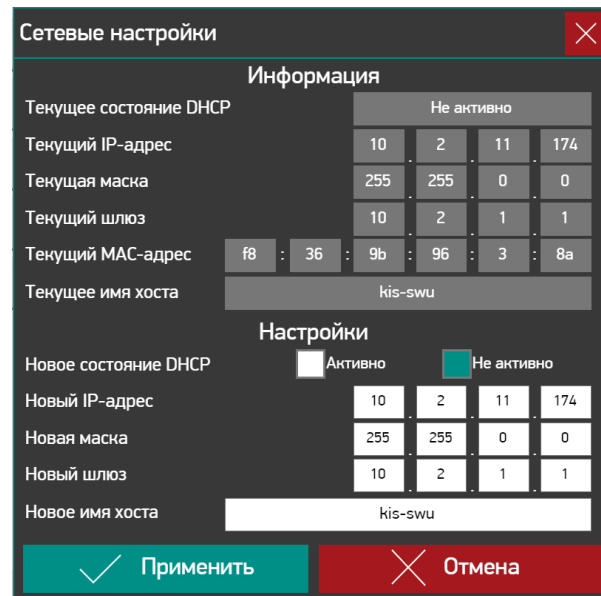 Сетевые настройки
Информация
Текущее состояние DHCP Не активно
Текущий IP-адрес 10 . 2 . 11 . 174
Текущая маска 255 . 255 . 0 . 0
Текущий шлюз 10 . 2 . 1 . 1
Текущий MAC-адрес f8 : 36 : 9b : 96 : 3 : 8a
Текущее имя хоста kis-swu
Настройки
Новое состояние DHCP Активно Не активно
Новый IP-адрес 10 . 2 . 11 . 174
Новая маска 255 . 255 . 0 . 0
Новый шлюз 10 . 2 . 1 . 1
Новое имя хоста kis-swu
Применить Отмена